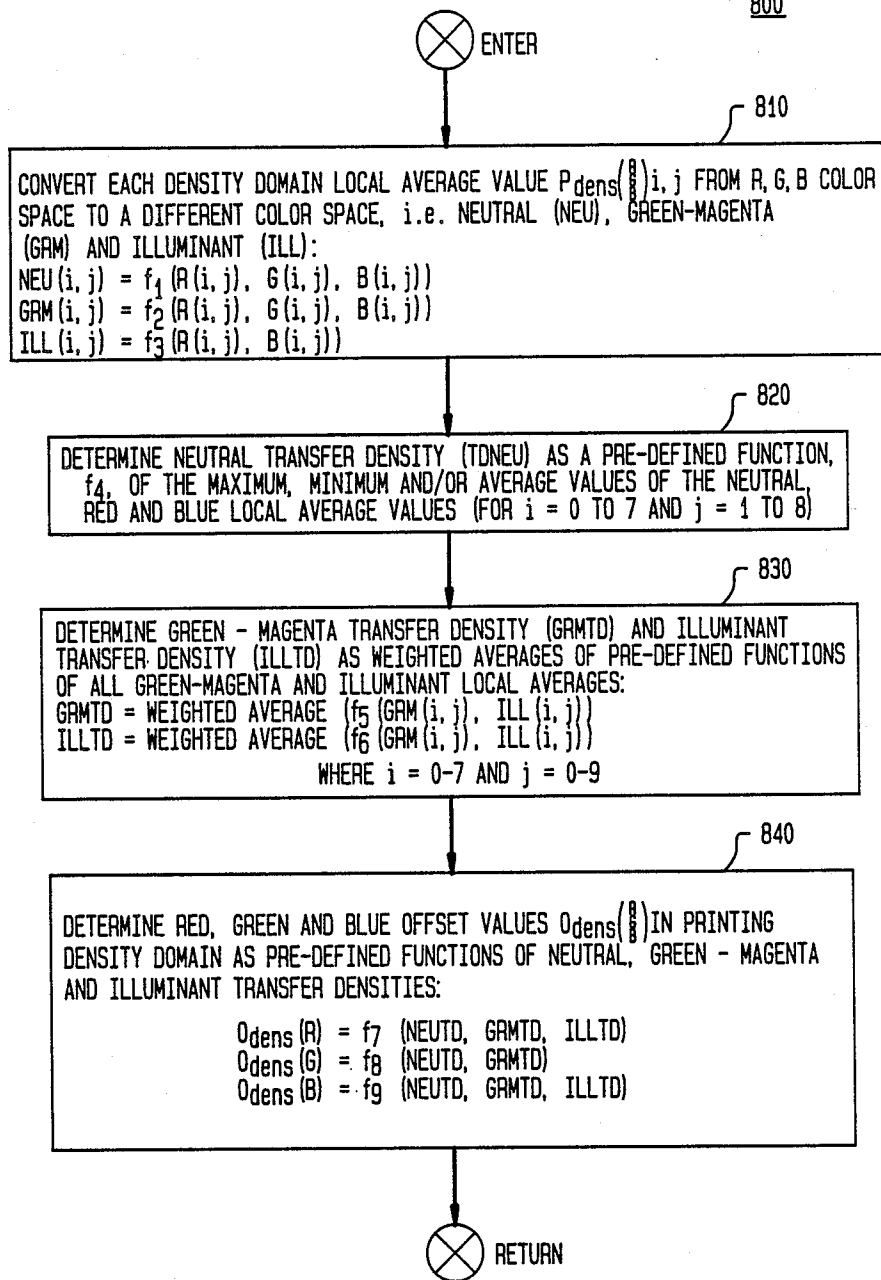 800
ENTER
810
CONVERT EACH DENSITY DOMAIN LOCAL AVERAGE VALUE Pdens(R G B)i, j FROM R, G, B COLOR
SPACE TO A DIFFERENT COLOR SPACE, i.e. NEUTRAL (NEU), GREEN-MAGENTA
(GRM) AND ILLUMINANT (ILL):
NEU(i, j) = f1 (R(i, j), G(i, j), B(i, j))
GRM(i, j) = f2 (R(i, j), G(i, j), B(i, j))
ILL(i, j) = f3 (R(i, j), B(i, j))
820
DETERMINE NEUTRAL TRANSFER DENSITY (TDNEU) AS A PRE-DEFINED FUNCTION,
f4, OF THE MAXIMUM, MINIMUM AND/OR AVERAGE VALUES OF THE NEUTRAL,
RED AND BLUE LOCAL AVERAGE VALUES (FOR i = 0 TO 7 AND j = 1 TO 8)
830
DETERMINE GREEN - MAGENTA TRANSFER DENSITY (GRMTD) AND ILLUMINANT
TRANSFER DENSITY (ILLTD) AS WEIGHTED AVERAGES OF PRE-DEFINED FUNCTIONS
OF ALL GREEN-MAGENTA AND ILLUMINANT LOCAL AVERAGES:
GRMTD = WEIGHTED AVERAGE (f5 (GRM(i, j), ILL(i, j))
ILLTD = WEIGHTED AVERAGE (f6 (GRM(i, j), ILL(i, j))
WHERE i = 0-7 AND j = 0-9
840
DETERMINE RED, GREEN AND BLUE OFFSET VALUES Odens(R G B) IN PRINTING
DENSITY DOMAIN AS PRE-DEFINED FUNCTIONS OF NEUTRAL, GREEN - MAGENTA
AND ILLUMINANT TRANSFER DENSITIES:
Odens(R) = f7 (NEUTD, GRMTD, ILLTD)
Odens(G) = f8 (NEUTD, GRMTD)
Odens(B) = f9 (NEUTD, GRMTD, ILLTD)
RETURN